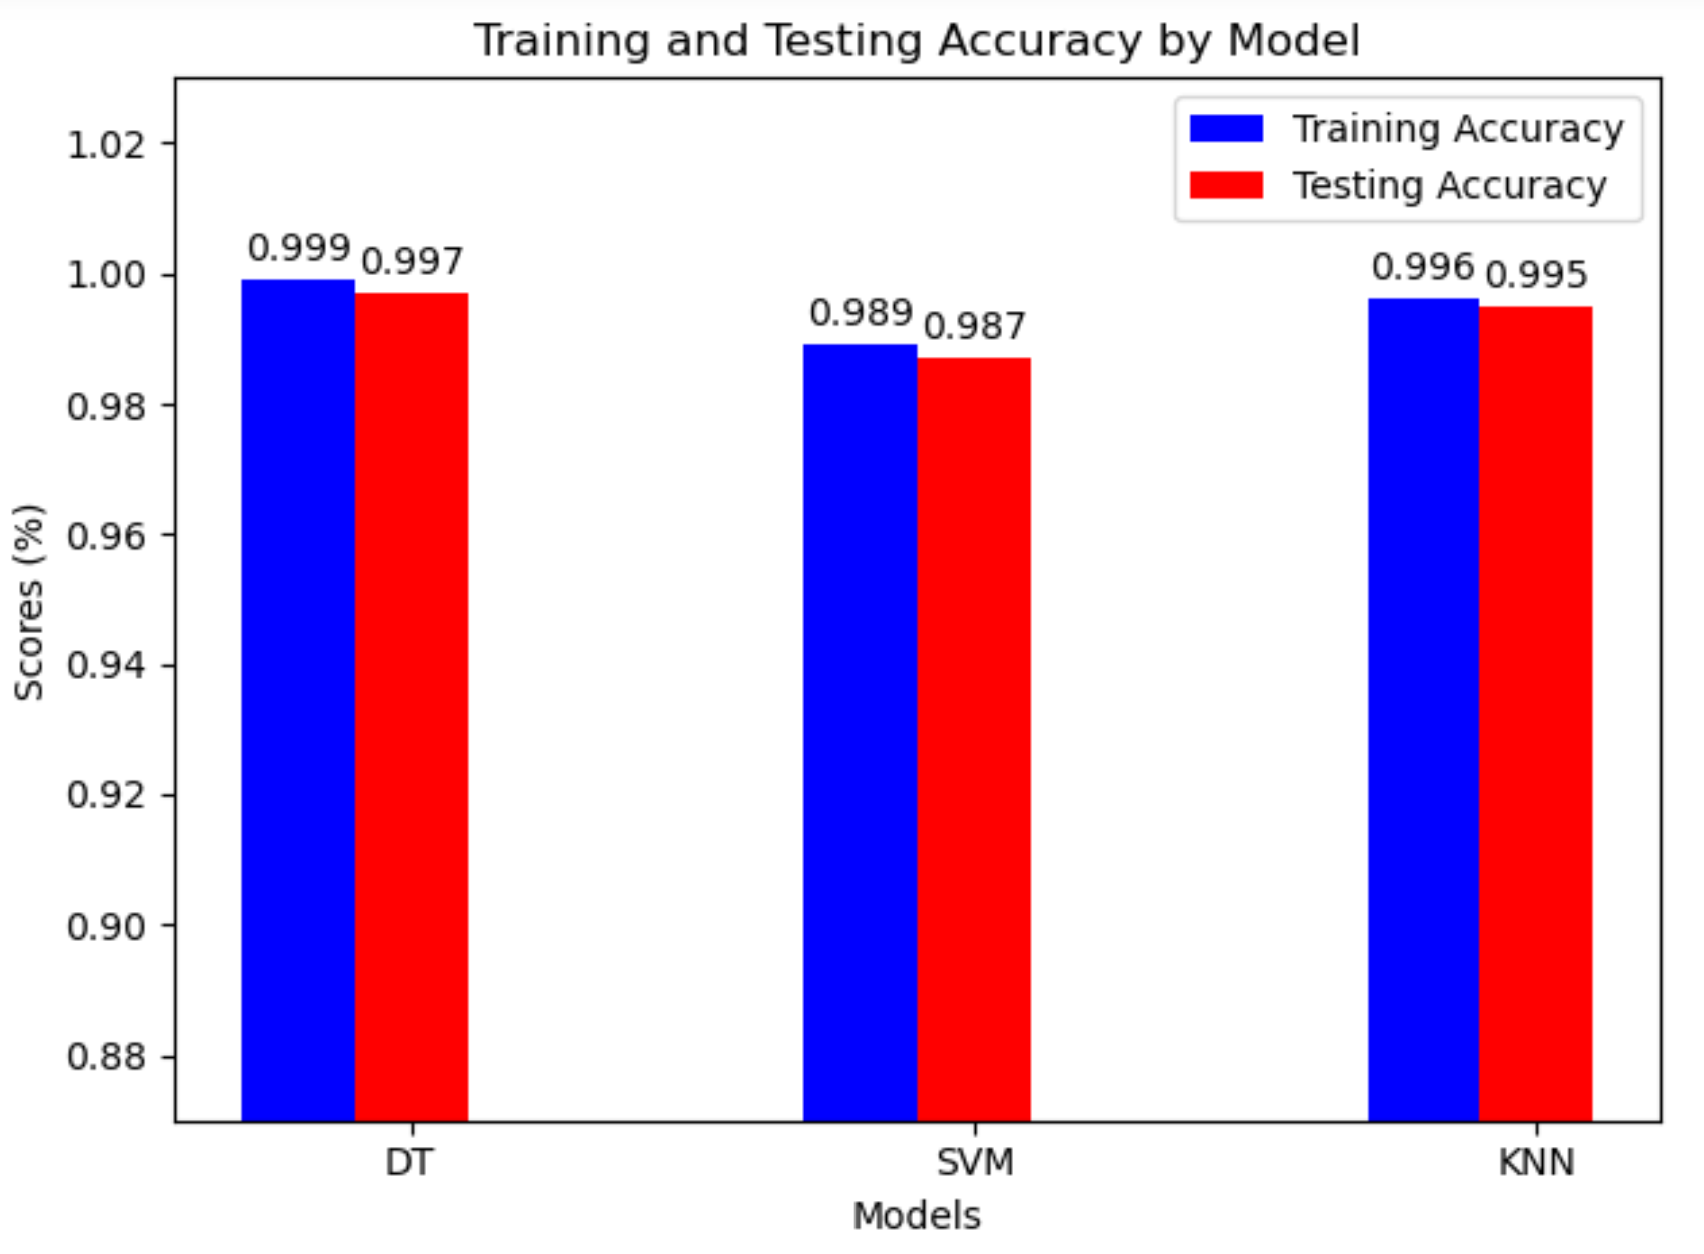 Training and Testing Accuracy by Model
Training Accuracy
Testing Accuracy
1.02
1.00
0.98
0.96
0.94
0.92
0.90
0.88
Scores (%)
0.999 0.997
0.989 0.987
0.996 0.995
DT SVM KNN
Models